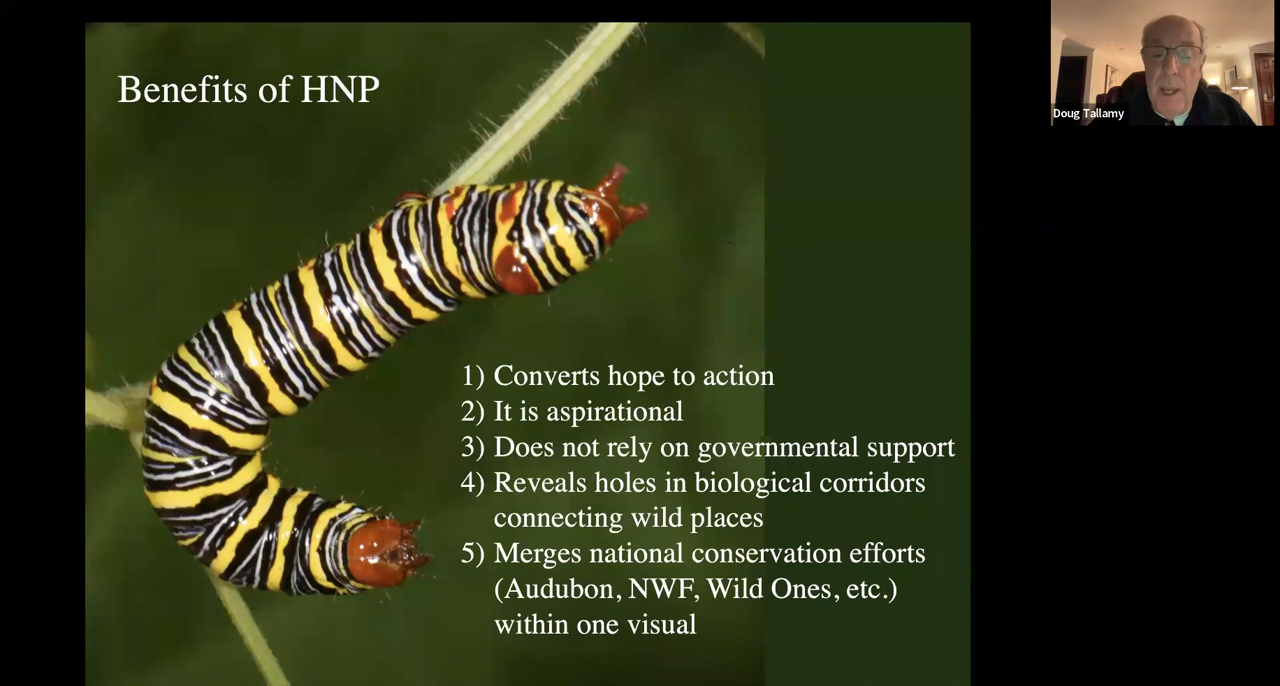 Benefits of HNP
1) Converts hope to action
2) It is aspirational
3) Does not rely on governmental support
4) Reveals holes in biological corridors
connecting wild places
5) Merges national conservation efforts
(Audubon, NWF, Wild Ones, etc.)
within one visual
Doug Tallamy